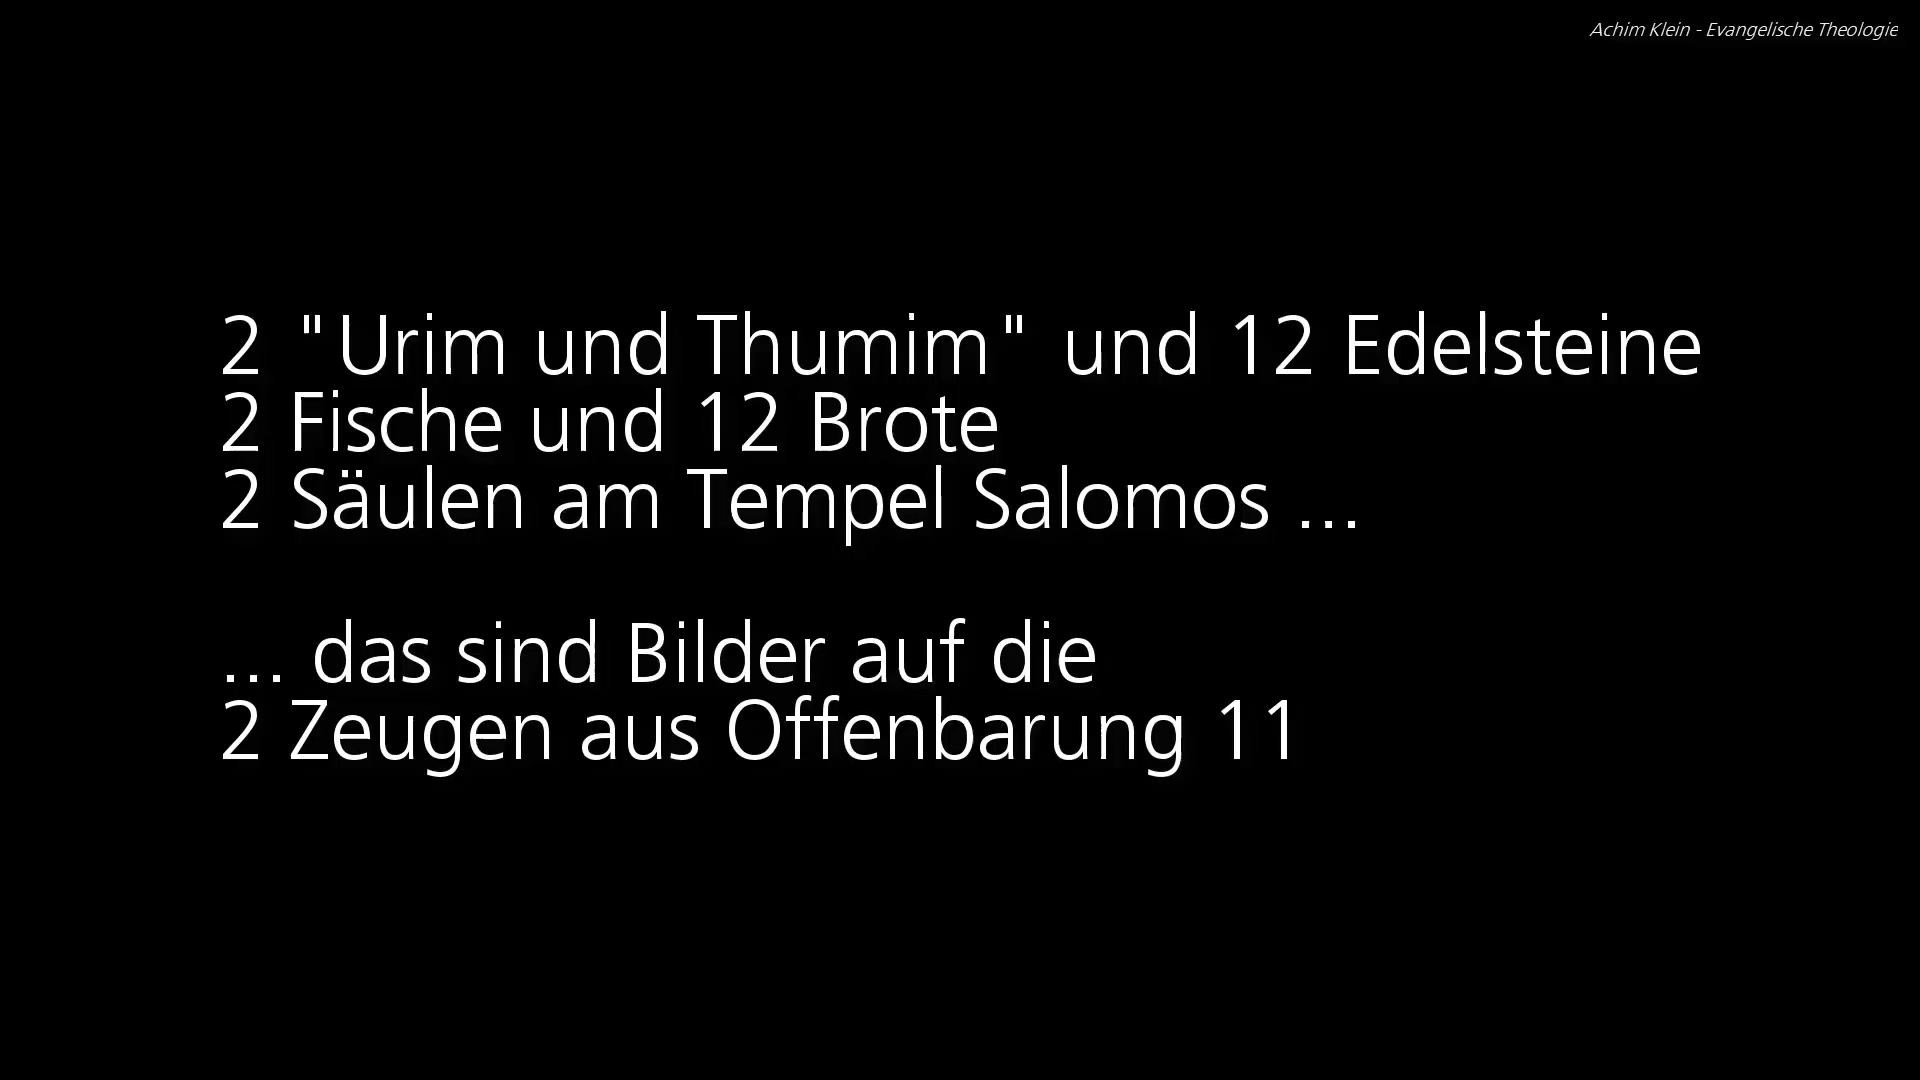 Achim Klein - Evangelische Theologie
2 "Urim und Thumim" und 12 Edelsteine
2 Fische und 12 Brote
2 Säulen am Tempel Salomos ...
... das sind Bilder auf die
2 Zeugen aus Offenbarung 11